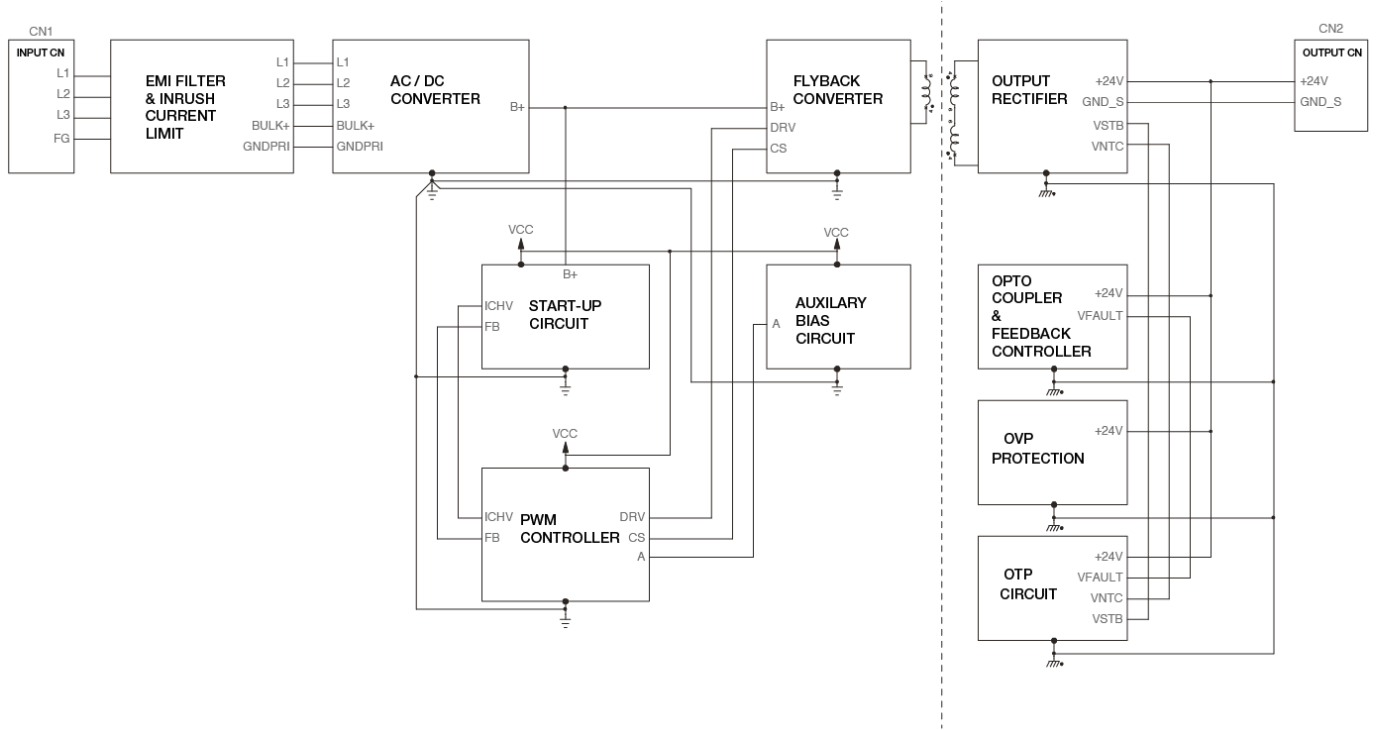 CN1
INPUT CN
L1
L2
L3
FG
EMI FILTER
& INRUSH
CURRENT
LIMIT
L1
L2
L3
BULK+
GNDPRI
L1
L2
L3
BULK+
GNDPRI
AC / DC
CONVERTER
B+
FLYBACK
CONVERTER
B+
DRV
CS
OUTPUT
RECTIFIER
+24V
GND_S
VSTB
VNTC
CN2
OUTPUT CN
+24V
GND_S
VCC
B+
ICHV
FB
START-UP
CIRCUIT
VCC
AUXILARY
BIAS
CIRCUIT
A
OPTO
COUPLER
&
FEEDBACK
CONTROLLER
+24V
VFAULT
VCC
ICHV
FB
PWM
CONTROLLER
DRV
CS
A
OVP
PROTECTION
+24V
OTP
CIRCUIT
+24V
VFAULT
VNTC
VSTB